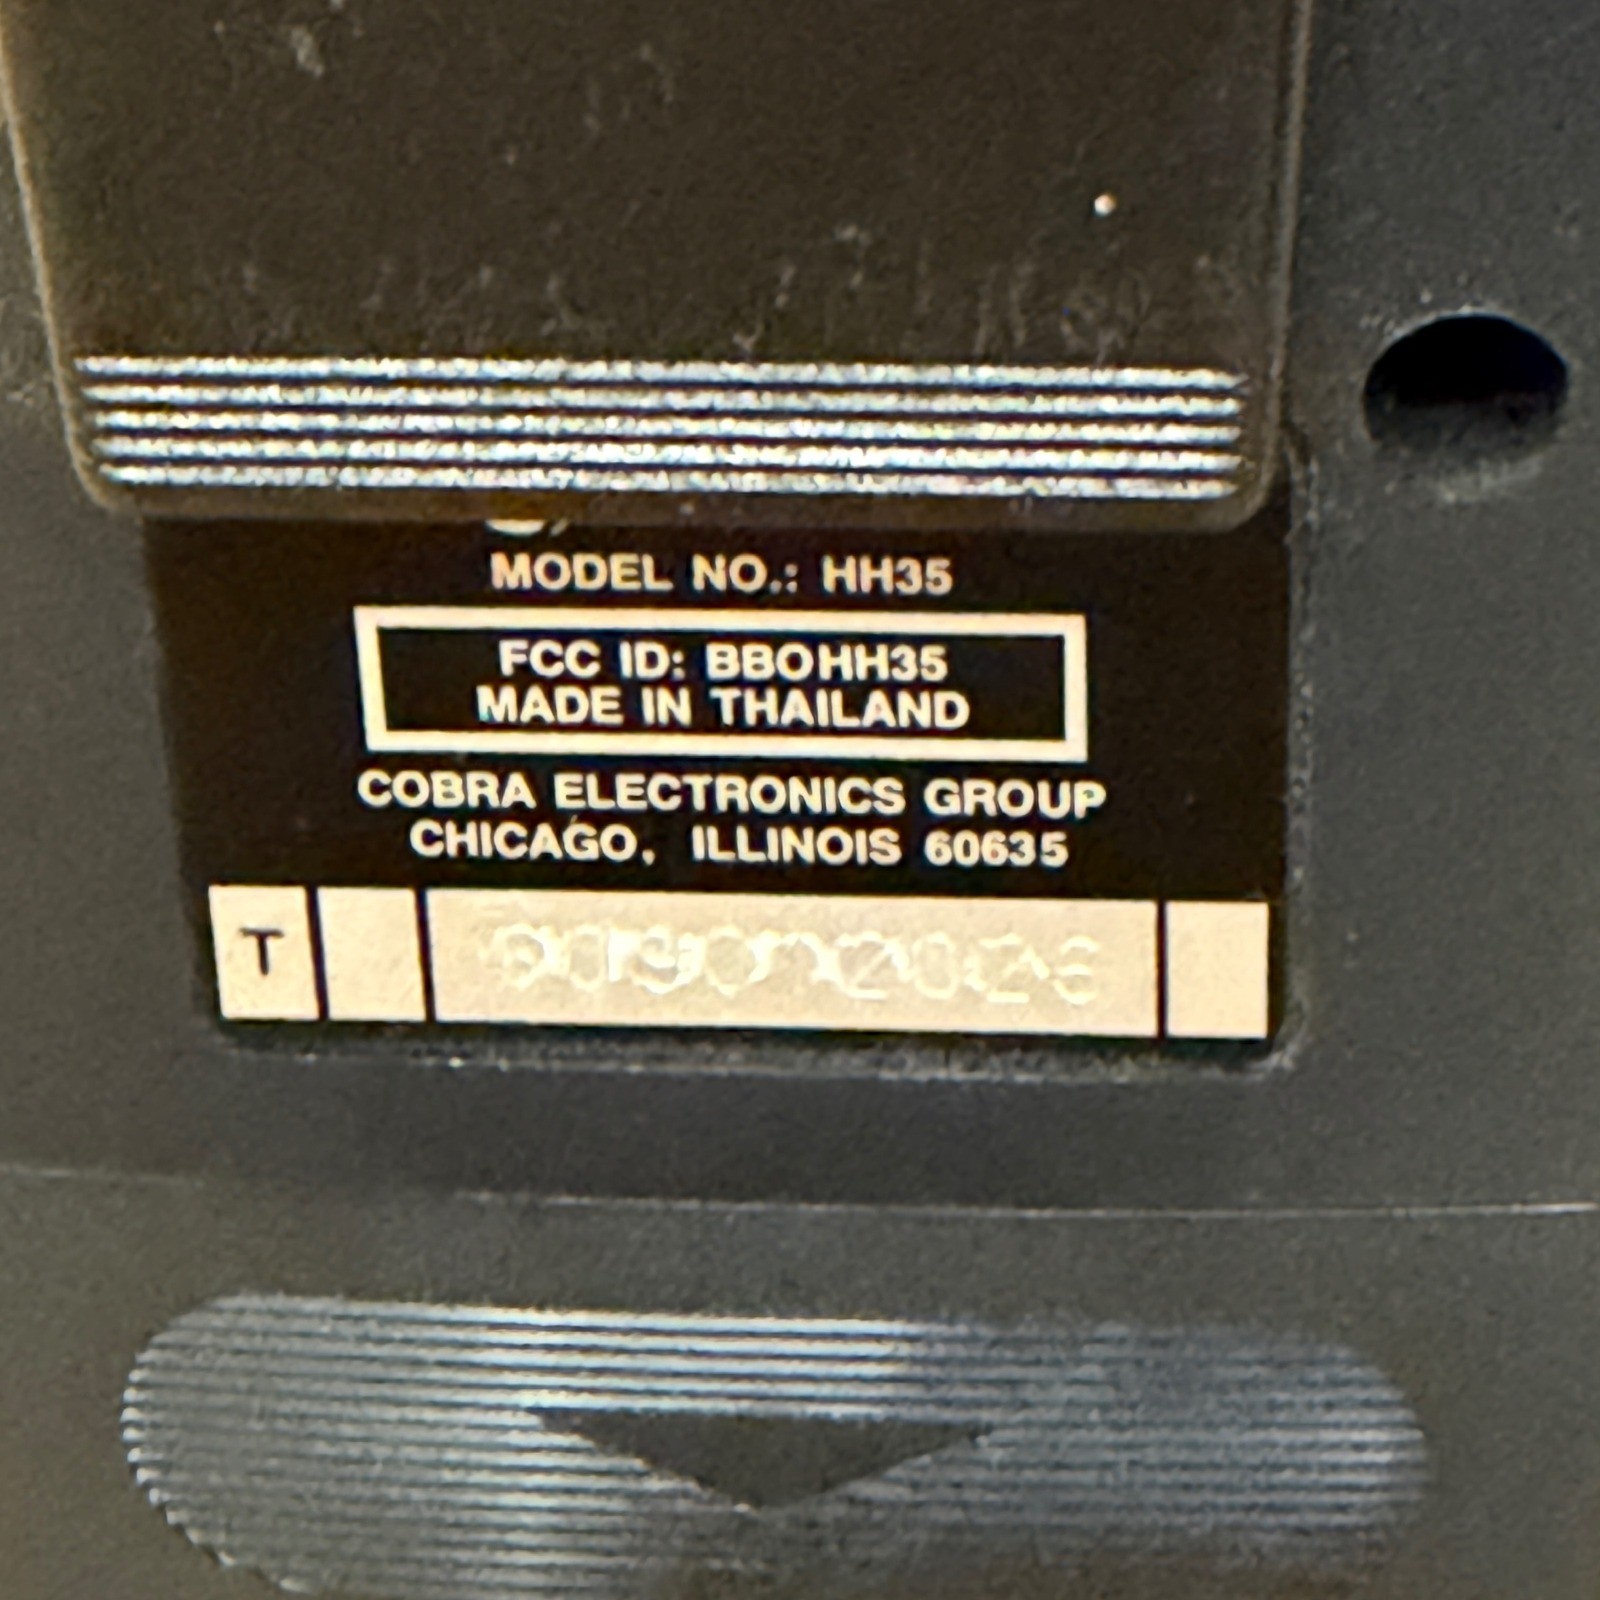 MODEL NO.: HH35
FCC ID: BBOHH35
MADE IN THAILAND
COBRA ELECTRONICS GROUP
CHICAGO, ILLINOIS 60635
T